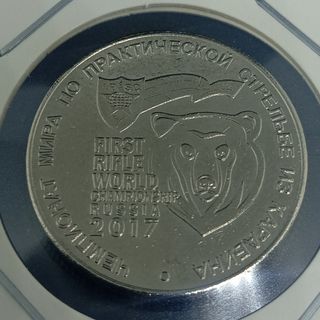 ЧЕМПИОНАТ МИРА ПО ПРАКТИЧЕСКОЙ СТРЕЛЬБЕ ИЗ КАРАБИНА
FIRST
RIFLE
WORLD
CHAMPIONSHIP
RUSSIA
2017